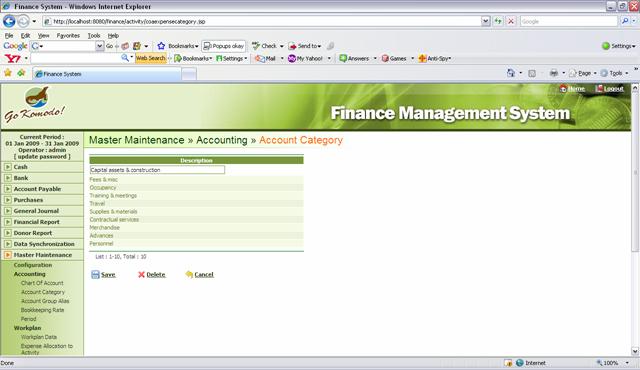 Finance System - Windows Internet Explorer
http://localhost:8080/finance/activity/coaexpensecategory.jsp
Google
File Edit View Favorites Tools Help
Google Go Bookmarks Popups okay Check Send to Settings
Y! Web Search Bookmarks Settings Mail My Yahoo! Answers Games Anti-Spy
Finance System Page Tools
Home Logout
Go Komodo!
Finance Management System
Current Period :
01 Jan 2009 - 31 Jan 2009
Operator : admin
[ update password ]
Master Maintenance » Accounting » Account Category
Cash
Bank
Account Payable
Purchases
General Journal
Financial Report
Donor Report
Data Synchronization
Master Maintenance
Configuration
Accounting
Chart Of Account
Account Category
Account Group Alias
Bookkeeping Rate
Period
Workplan
Workplan Data
Expense Allocation to
Activity
Description
Capital assets & construction
Fees & misc
Occupancy
Training & meetings
Travel
Supplies & materials
Contractual services
Merchandise
Advances
Personnel
List : 1-10, Total : 10
Save Delete Cancel
Done Internet 100%